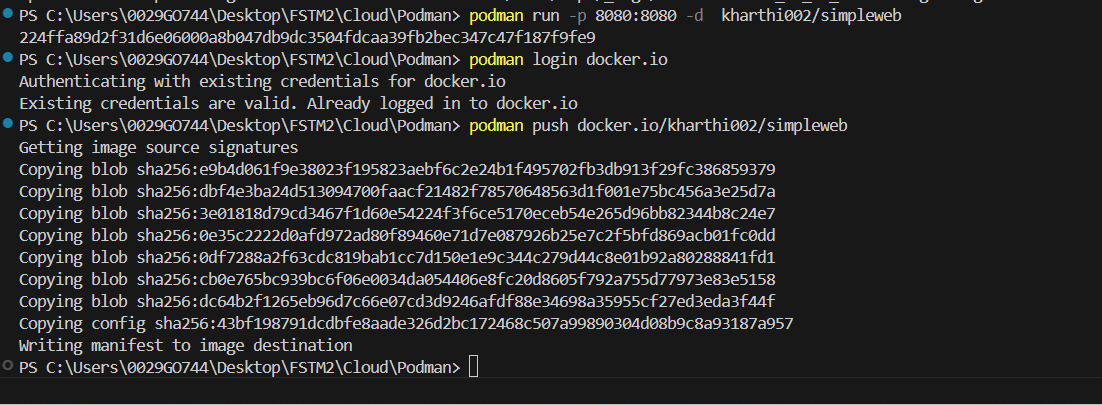 PS C:\Users\0029GO744\Desktop\FSTM2\Cloud\Podman> podman run -p 8080:8080 -d  kharthi002/simpleweb
224ffa89d2f31d6e06000a8b047db9dc3504fdcaa39fb2bec347c47f187f9fe9
PS C:\Users\0029GO744\Desktop\FSTM2\Cloud\Podman> podman login docker.io
Authenticating with existing credentials for docker.io
Existing credentials are valid. Already logged in to docker.io
PS C:\Users\0029GO744\Desktop\FSTM2\Cloud\Podman> podman push docker.io/kharthi002/simpleweb
Getting image source signatures
Copying blob sha256:e9b4d061f9e38023f195823aebf6c2e24b1f495702fb3db913f29fc386859379
Copying blob sha256:dbf4e3ba24d513094700faacf21482f78570648563d1f001e75bc456a3e25d7a
Copying blob sha256:3e01818d79cd3467f1d60e54224f3f6ce5170eceb54e265d96bb82344b8c24e7
Copying blob sha256:0e35c2222d0afd972ad80f89460e71d7e087926b25e7c2f5bfd869acb01fc0dd
Copying blob sha256:0df7288a2f63cdc819bab1cc7d150e1e9c344c279d44c8e01b92a80288841fd1
Copying blob sha256:cb0e765bc939bc6f06e0034da054406e8fc20d8605f792a755d77973e83e5158
Copying blob sha256:dc64b2f1265eb96d7c66e07cd3d9246afdf88e34698a35955cf27ed3eda3f44f
Copying config sha256:43bf198791dcdbfe8aade326d2bc172468c507a99890304d08b9c8a93187a957
Writing manifest to image destination
PS C:\Users\0029GO744\Desktop\FSTM2\Cloud\Podman>